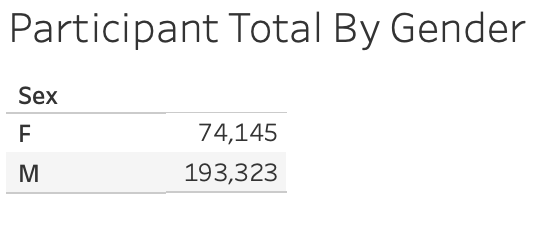 Participant Total By Gender
Sex
F 74,145
M 193,323